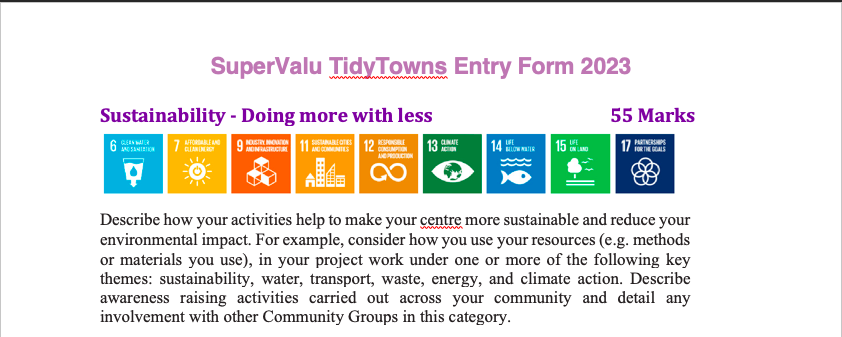 SuperValu TidyTowns Entry Form 2023
Sustainability - Doing more with less 55 Marks
6 CLEAN WATER AND SANITATION
7 AFFORDABLE AND CLEAN ENERGY
9 INDUSTRY, INNOVATION AND INFRASTRUCTURE
11 SUSTAINABLE CITIES AND COMMUNITIES
12 RESPONSIBLE CONSUMPTION AND PRODUCTION
13 CLIMATE ACTION
14 LIFE BELOW WATER
15 LIFE ON LAND
17 PARTNERSHIPS FOR THE GOALS
Describe how your activities help to make your centre more sustainable and reduce your
environmental impact. For example, consider how you use your resources (e.g. methods
or materials you use), in your project work under one or more of the following key
themes: sustainability, water, transport, waste, energy, and climate action. Describe
awareness raising activities carried out across your community and detail any
involvement with other Community Groups in this category.